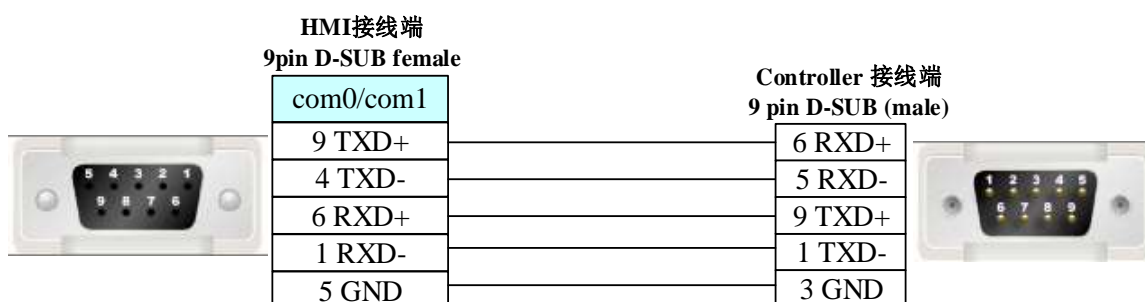 HMI接线端
9pin D-SUB female
com0/com1
9 TXD+
4 TXD-
6 RXD+
1 RXD-
5 GND
Controller 接线端
9 pin D-SUB (male)
6 RXD+
5 RXD-
9 TXD+
1 TXD-
3 GND
5 4 3 2 1
9 8 7 6
1 2 3 4 5
6 7 8 9